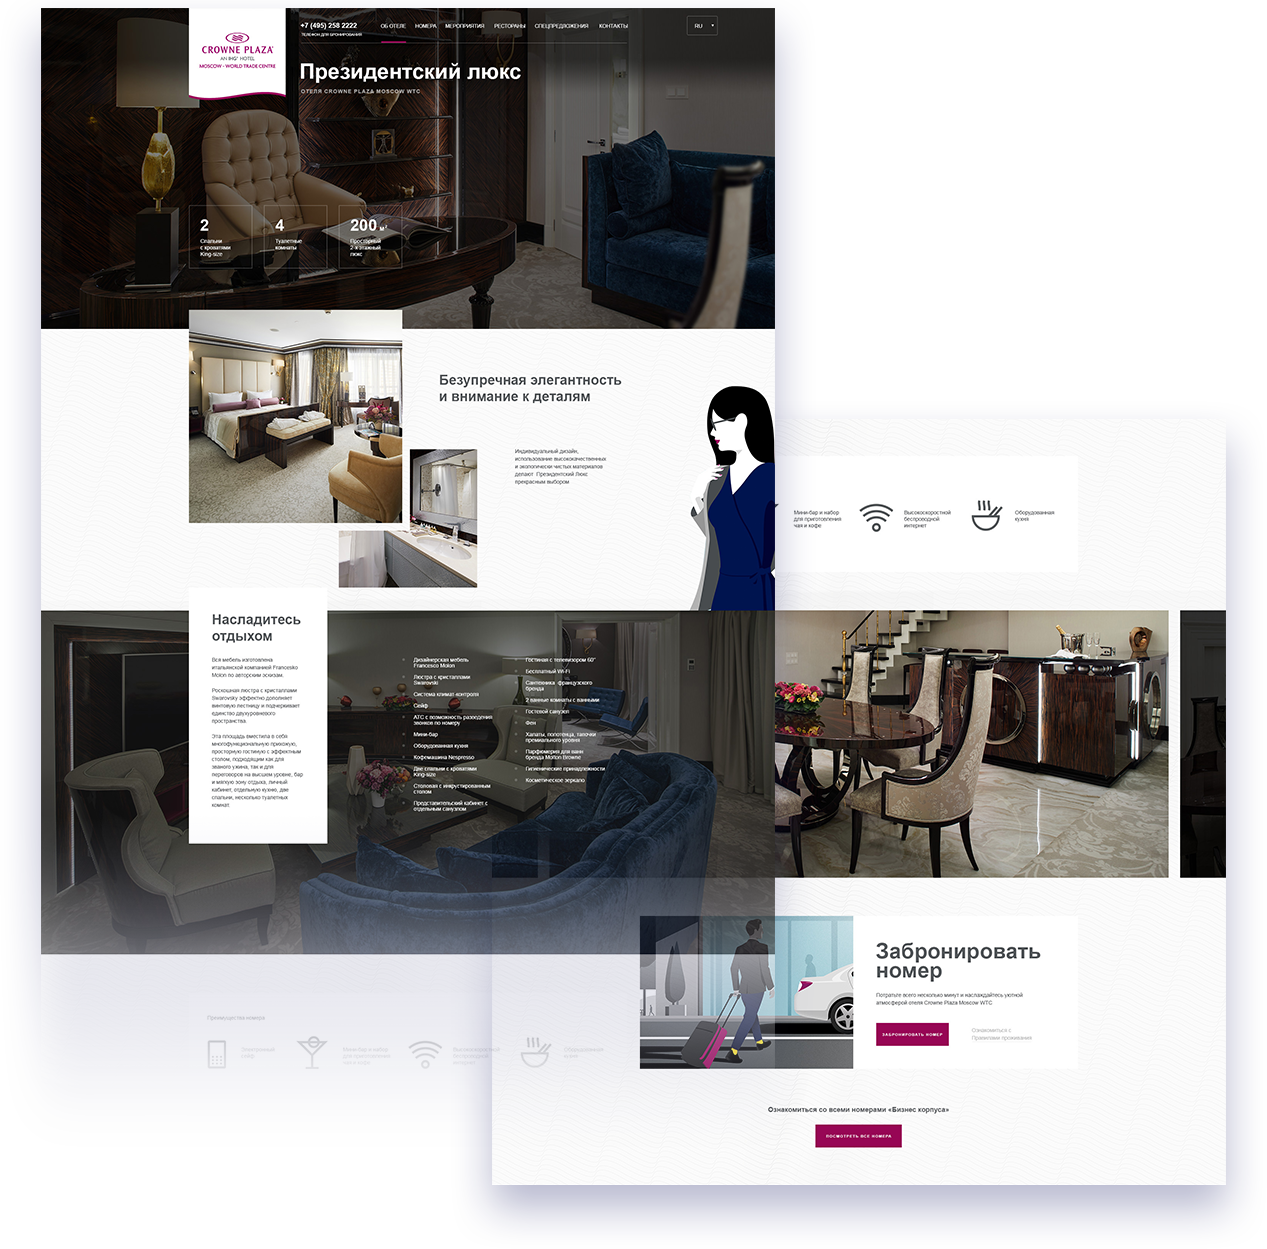 CROWNE PLAZA
AN IHG® HOTEL
MOSCOW - WORLD TRADE CENTRE
+7 (495) 258 2222
ТЕЛЕФОН ДЛЯ БРОНИРОВАНИЯ
ОБ ОТЕЛЕ НОМЕРА МЕРОПРИЯТИЯ РЕСТОРАНЫ СПЕЦПРЕДЛОЖЕНИЯ КОНТАКТЫ
RU
Президентский люкс
ОТЕЛЯ CROWNE PLAZA MOSCOW WTC
2
Спальни
с кроватями
King-size
4
Туалетные
комнаты
200 м²
Просторный
2-х этажный
люкс
Безупречная элегантность
и внимание к деталям
Индивидуальный дизайн,
использование высококачественных
и экологически чистых материалов
делают Президентский Люкс
прекрасным выбором
Мини-бар и набор
для приготовления
чая и кофе
Высокоскоростной
беспроводной
интернет
Оборудованная
кухня
Насладитесь
отдыхом
Вся мебель изготовлена
итальянской компанией Francesko
Molon по авторским эскизам.
Роскошная люстра с кристаллами
Swarovsky эффектно дополняет
винтовую лестницу и подчеркивает
единство двухуровневого
пространства.
Эта площадь вместила в себя
многофункциональную прихожую,
просторную гостиную с эффектным
столом, подходящим как для
званого ужина, так и для
переговоров на высшем уровне, бар
и мягкую зону отдыха, личный
кабинет, отдельную кухню, две
спальни, несколько туалетных
комнат.
Дизайнерская мебель
Francesco Molon
Люстра с кристаллами
Swarovski
Система климат-контроля
Сейф
АТС с возможность разведения
звонков по номеру
Мини-бар
Оборудованная кухня
Кофемашина Nespresso
Две спальни с кроватями
King-size
Столовая с инкрустированным
столом
Представительский кабинет с
отдельным санузлом
Гостиная с телевизором 60"
Бесплатный Wi-Fi
Сантехника французского
бренда
2 ванные комнаты с ванными
Гостевой санузел
Фен
Халаты, полотенца, тапочки
премиального уровня
Парфюмерия для ванн
бренда Molton Browne
Гигиенические принадлежности
Косметическое зеркало
Забронировать
номер
Потратьте всего несколько минут и наслаждайтесь уютной
атмосферой отеля Crowne Plaza Moscow WTC
ЗАБРОНИРОВАТЬ НОМЕР
Ознакомиться с
Правилами проживания
Преимущества номера
Электронный
сейф
Мини-бар и набор
для приготовления
чая и кофе
Высокоскоростной
беспроводной
интернет
Оборудованная
кухня
Ознакомиться со всеми номерами «Бизнес корпуса»
ПОСМОТРЕТЬ ВСЕ НОМЕРА